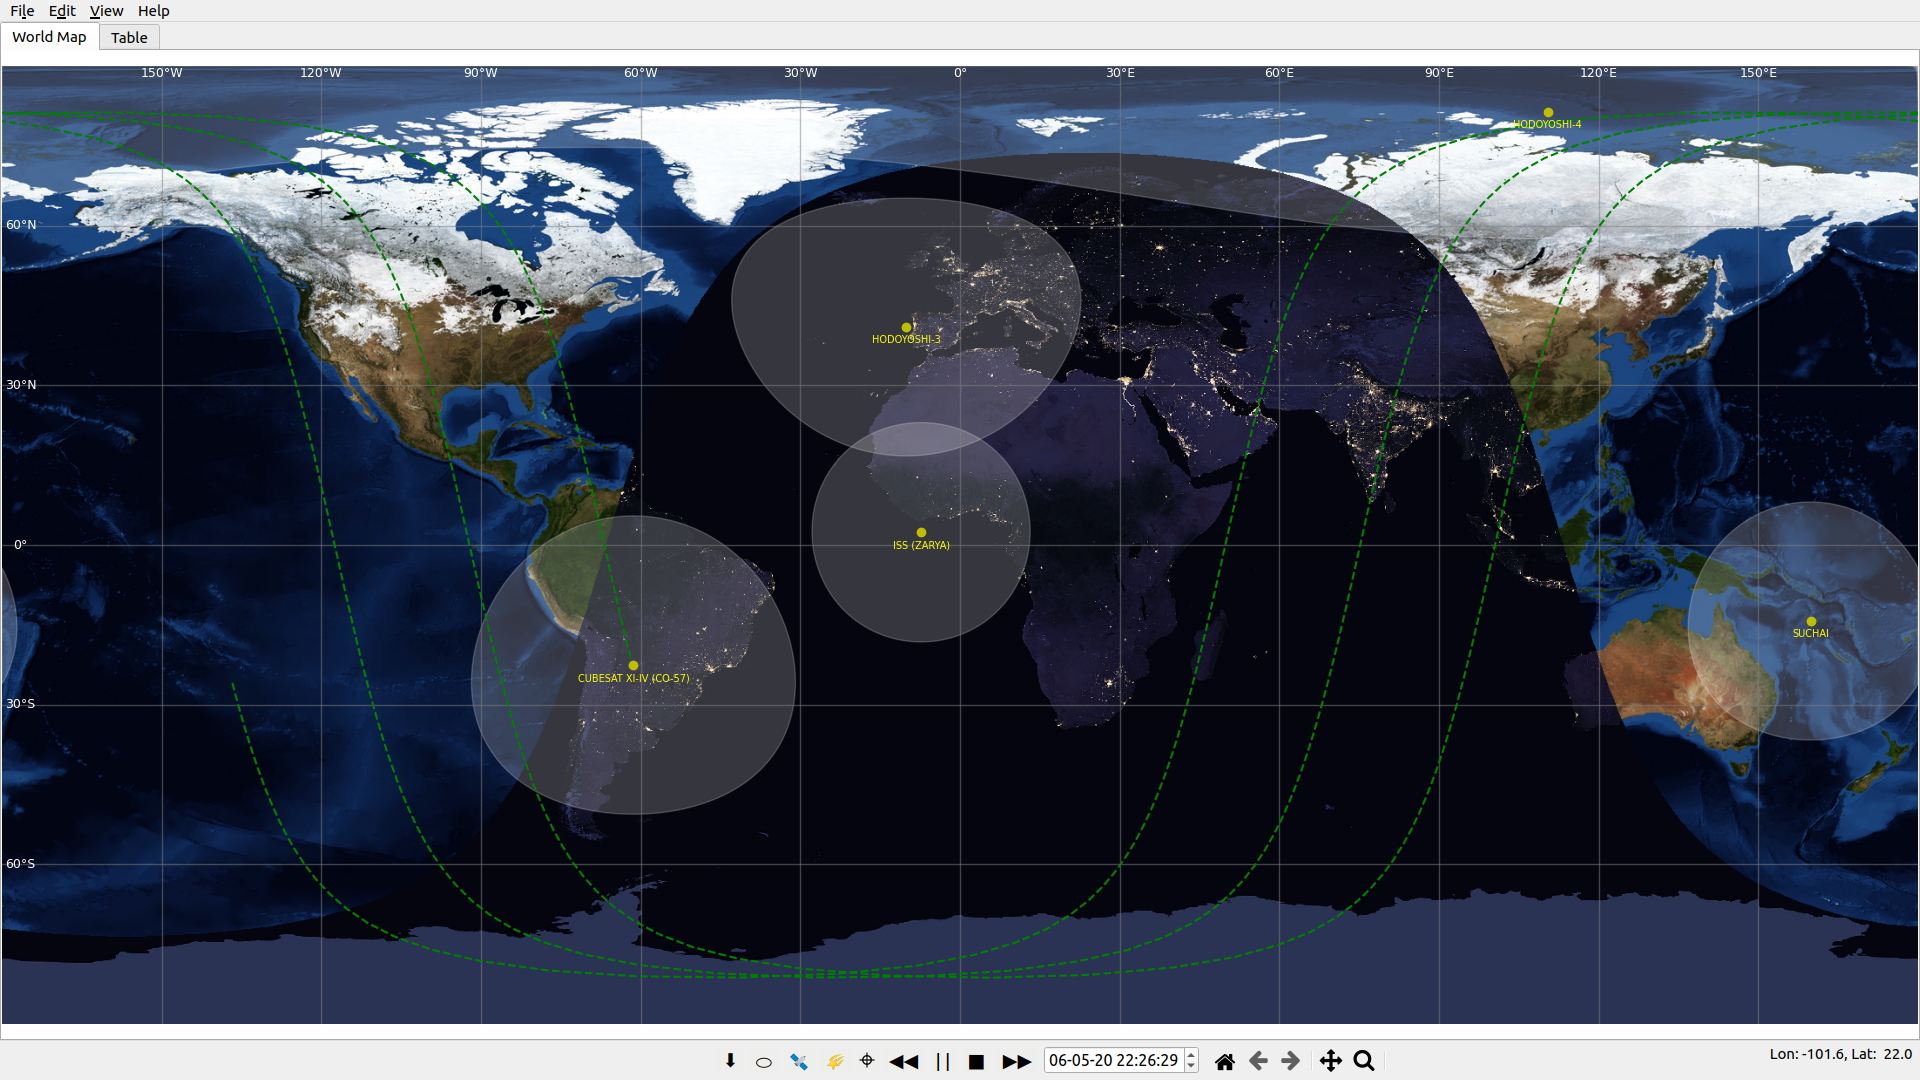 File Edit View Help
World Map Table
150°W 120°W 90°W 60°W 30°W 0° 30°E 60°E 90°E 120°E 150°E
HODOYOSHI-4
60°N
HODOYOSHI-3
30°N
0°
ISS (ZARYA)
SUCHAI
CUBESAT XI-IV (CO-57)
30°S
60°S
06-05-20 22:26:29
Lon: -101.6, Lat: 22.0